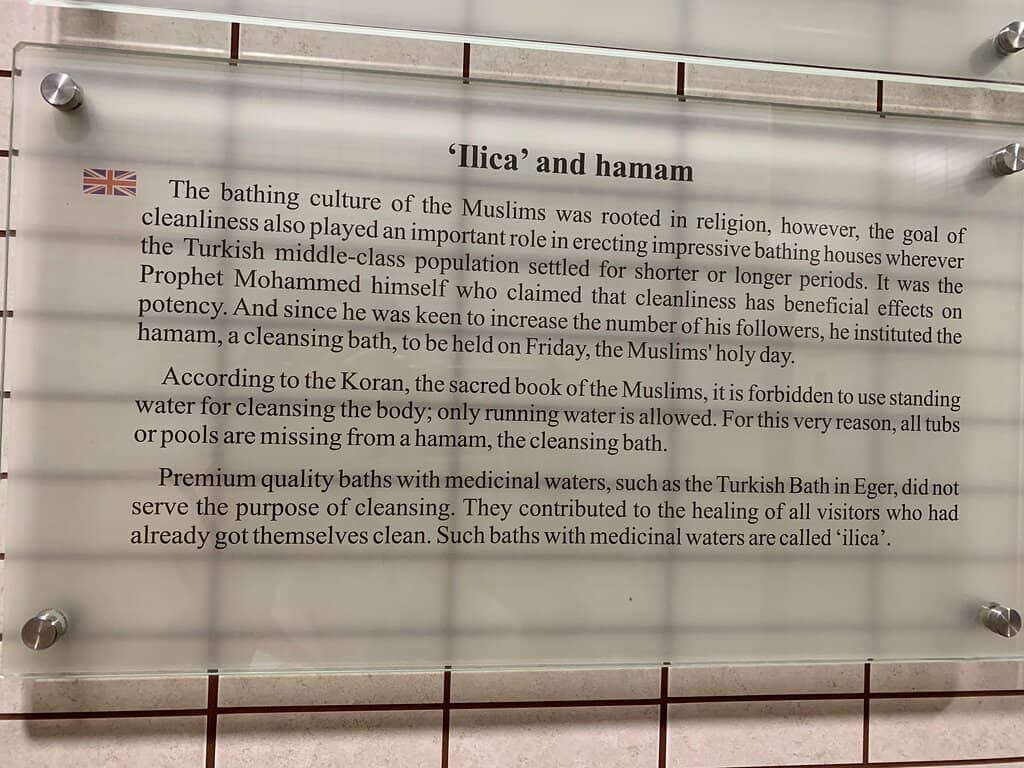 ‘Ilica’ and hamam
The bathing culture of the Muslims was rooted in religion, however, the goal of
cleanliness also played an important role in erecting impressive bathing houses wherever
the Turkish middle-class population settled for shorter or longer periods. It was the
Prophet Mohammed himself who claimed that cleanliness has beneficial effects on
potency. And since he was keen to increase the number of his followers, he instituted the
hamam, a cleansing bath, to be held on Friday, the Muslims' holy day.
According to the Koran, the sacred book of the Muslims, it is forbidden to use standing
water for cleansing the body; only running water is allowed. For this very reason, all tubs
or pools are missing from a hamam, the cleansing bath.
Premium quality baths with medicinal waters, such as the Turkish Bath in Eger, did not
serve the purpose of cleansing. They contributed to the healing of all visitors who had
already got themselves clean. Such baths with medicinal waters are called ‘ilica’.